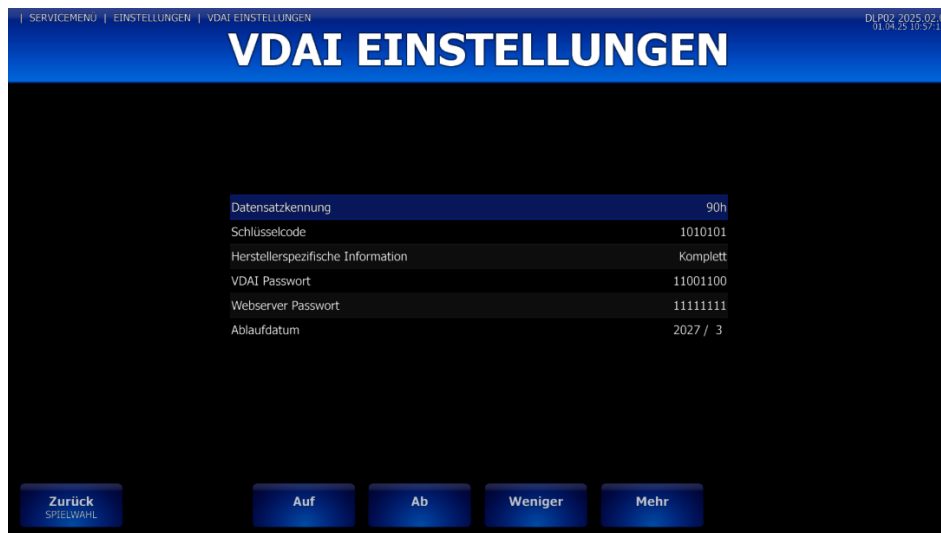 | SERVICEMENÜ | EINSTELLUNGEN | VDAI EINSTELLUNGEN
DLP02 2025.02.
01.04.25 10:57:1
VDAI EINSTELLUNGEN
Datensatzkennung 90h
Schlüsselcode 1010101
Herstellerspezifische Information Komplett
VDAI Passwort 11001100
Webserver Passwort 11111111
Ablaufdatum 2027 / 3
Zurück Auf Ab Weniger Mehr
SPIELWAHL